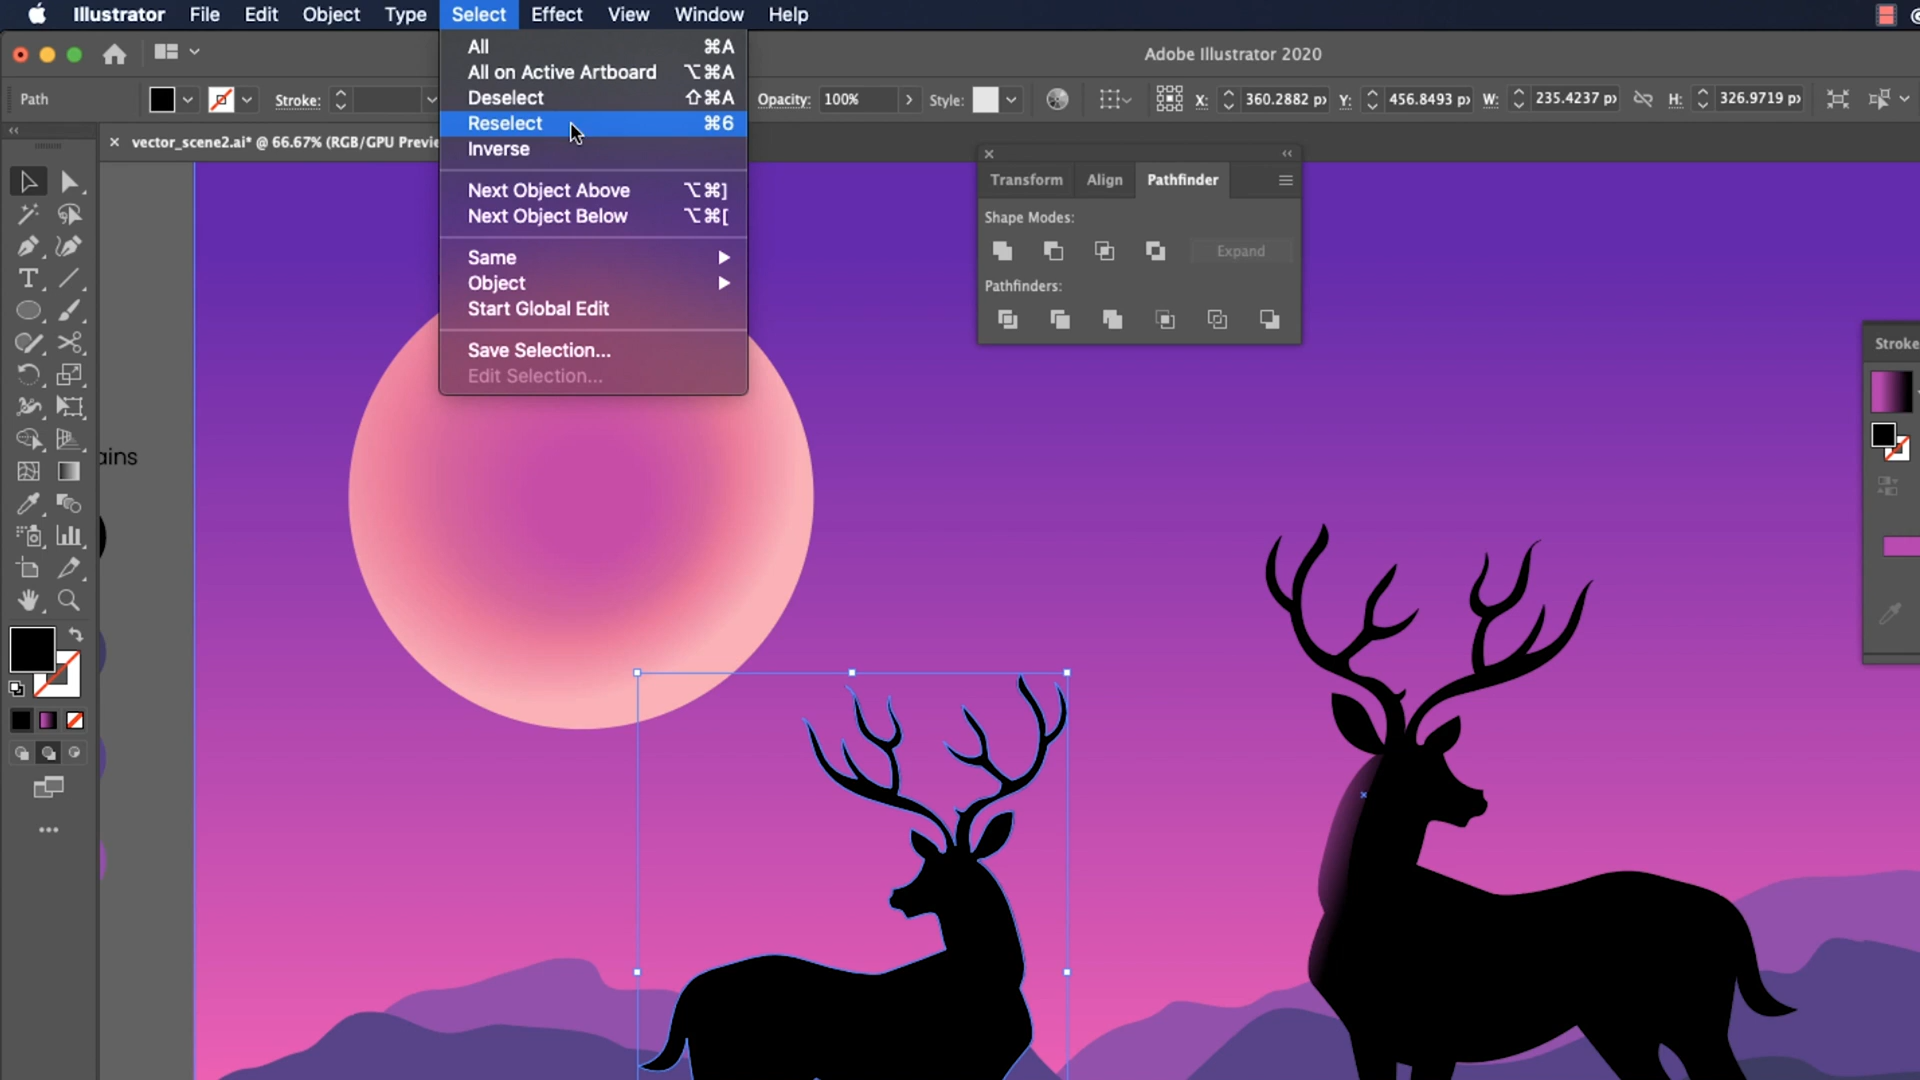 Illustrator File Edit Object Type Select Effect View Window Help
Adobe Illustrator 2020
Path Stroke: Opacity: 100% Style: X: 360.2882 p Y: 456.8493 p W: 235.4237 p H: 326.9719 p
vector_scene2.ai* @ 66.67% (RGB/GPU Previe
All ⌘A
All on Active Artboard ⌥⌘A
Deselect ⇧⌘A
Reselect ⌘6
Inverse
Next Object Above ⌥⌘]
Next Object Below ⌥⌘[
Same
Object
Start Global Edit
Save Selection...
Edit Selection...
Transform Align Pathfinder
Shape Modes:
Expand
Pathfinders:
Stroke
ains